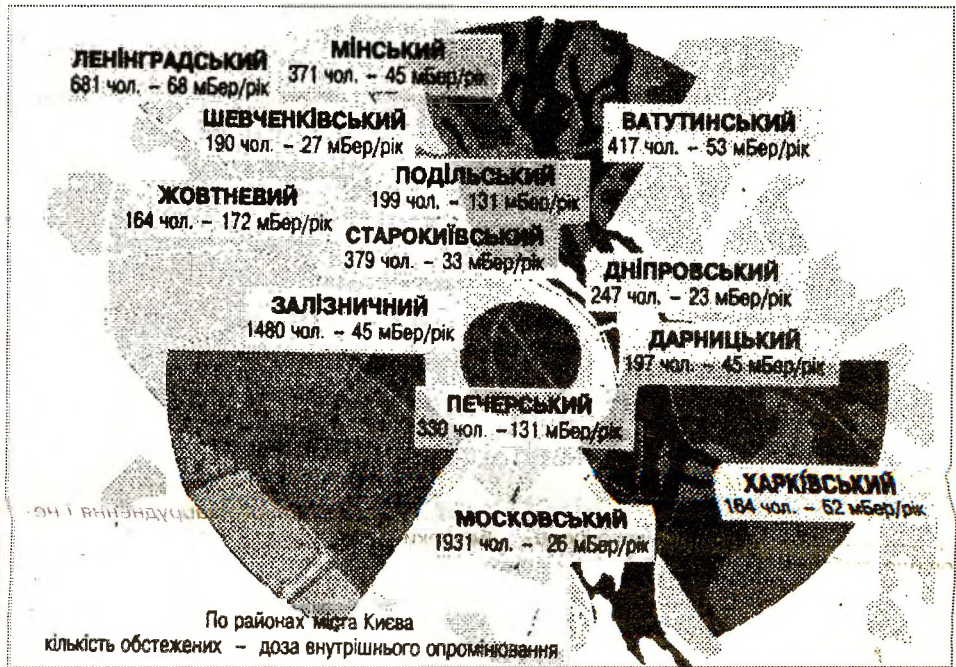 ЛЕНІНГРАДСЬКИЙ
681 чол. – 68 мБер/рік
МІНСЬКИЙ
371 чол. – 45 мБер/рік
ШЕВЧЕНКІВСЬКИЙ
190 чол. – 27 мБер/рік
ВАТУТИНСЬКИЙ
417 чол. – 53 мБер/рік
ПОДІЛЬСЬКИЙ
199 чол. – 131 мБер/рік
ЖОВТНЕВИЙ
164 чол. – 172 мБер/рік
СТАРОКИЇВСЬКИЙ
379 чол. – 33 мБер/рік
ДНІПРОВСЬКИЙ
247 чол. – 23 мБер/рік
ЗАЛІЗНИЧНИЙ
1480 чол. – 45 мБер/рік
ДАРНИЦЬКИЙ
197 чол. – 45 мБер/рік
ПЕЧЕРСЬКИЙ
330 чол. –131 мБер/рік
ХАРКІВСЬКИЙ
164 чол. – 62 мБер/рік
МОСКОВСЬКИЙ
1931 чол. – 26 мБер/рік
По районах міста Києва
кількість обстежених – доза внутрішнього опромінювання